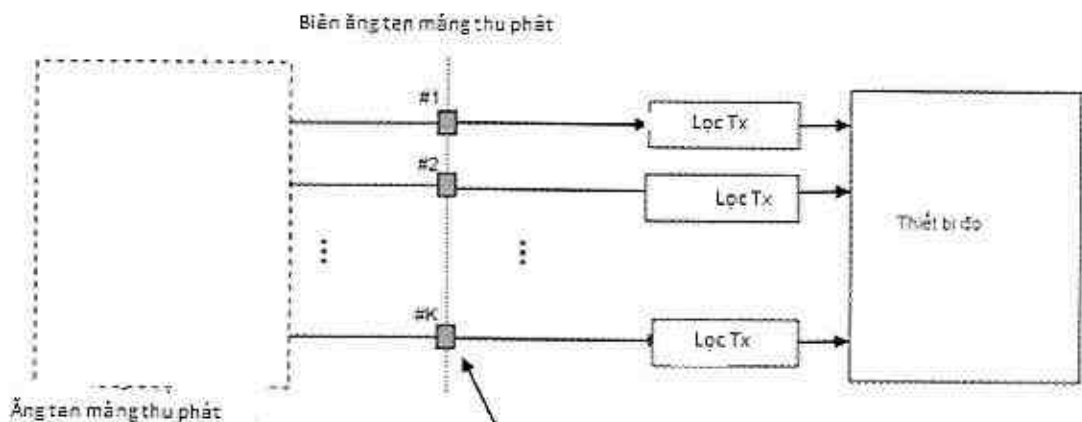 Biên ăng ten mảng thu phát
#1
Lọc Tx
#2
Lọc Tx
Thiết bị đo
#K
Lọc Tx
Ăng ten mảng thu phát